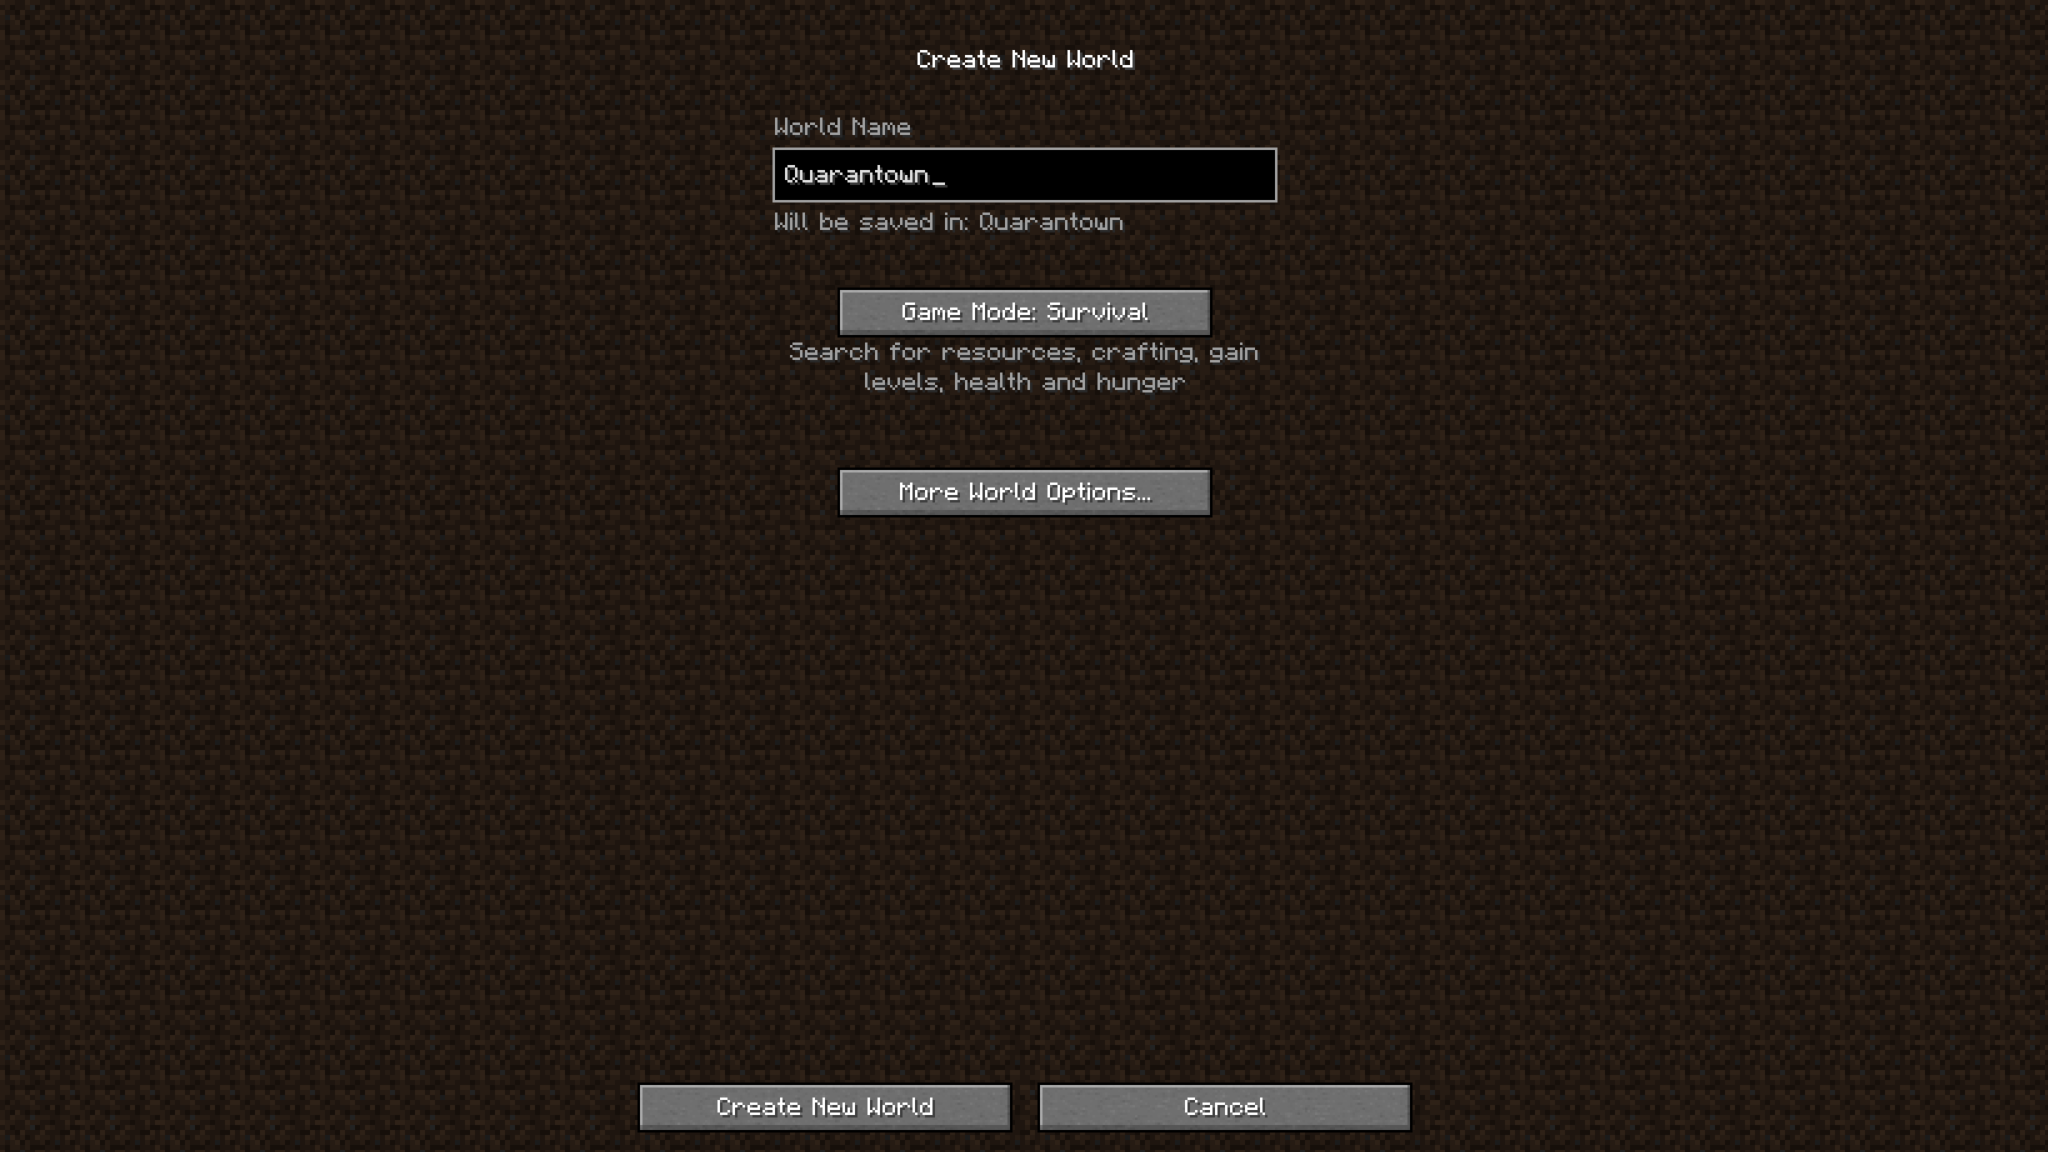 Create New World
World Name
Quarantown_
Will be saved in: Quarantown
Game Mode: Survival
Search for resources, crafting, gain
levels, health and hunger
More World Options...
Create New World
Cancel